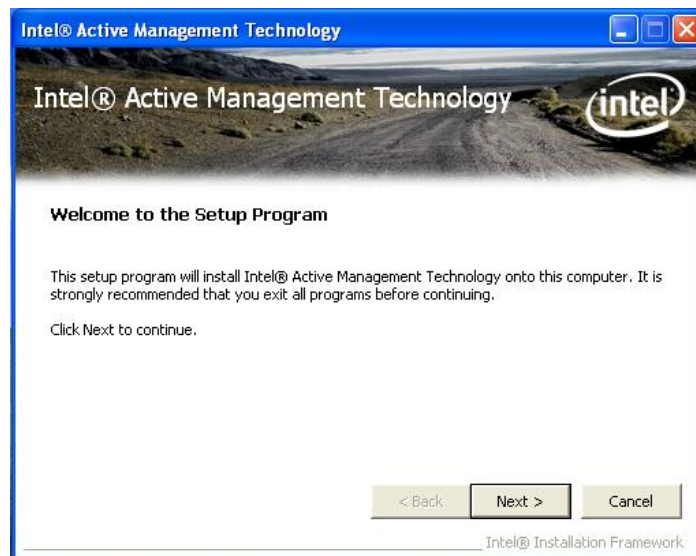 Intel® Active Management Technology
Intel® Active Management Technology
intel
Welcome to the Setup Program
This setup program will install Intel® Active Management Technology onto this computer. It is
strongly recommended that you exit all programs before continuing.
Click Next to continue.
< Back Next > Cancel
Intel® Installation Framework